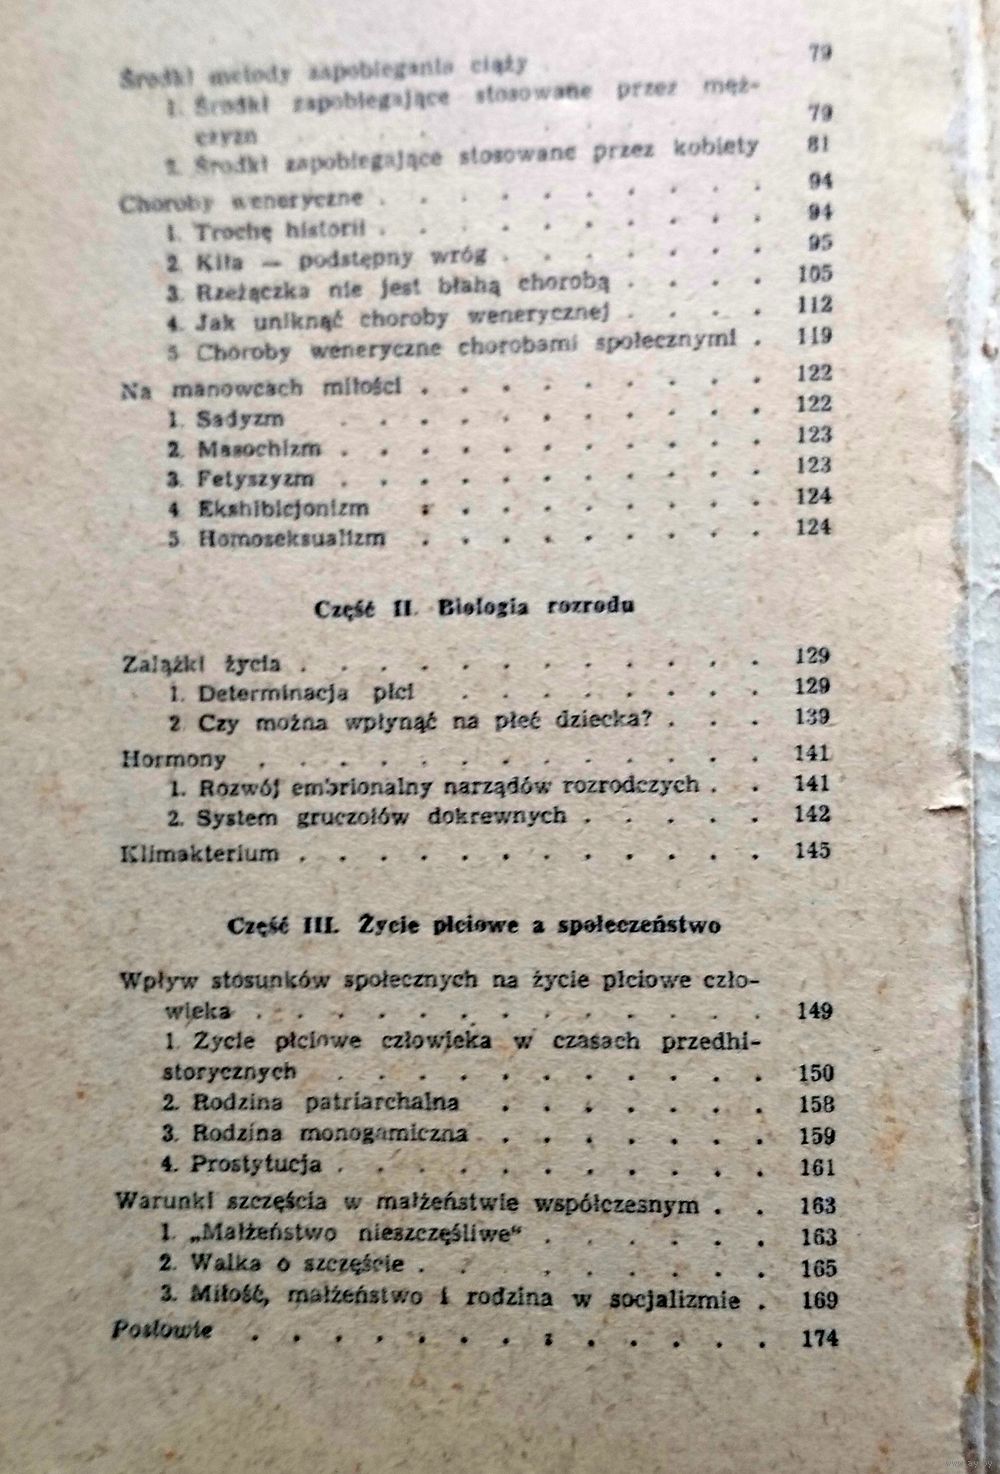 Środki metody zapobiegania ciąży 79
1. Środki zapobiegające stosowane przez męż-
czyzn . . . . . . . . 79
2. Środki zapobiegające stosowane przez kobiety 81
Choroby weneryczne . . . . . . . . . . 94
1. Trochę historii . . . . . . . . . . 94
2. Kiła — podstępny wróg . . . . . . . 95
3. Rzeżączka nie jest błahą chorobą . . . . 105
4. Jak uniknąć choroby wenerycznej . . . . 112
5 Choroby weneryczne chorobami społecznymi . 119
Na manowcach miłości . . . . . . . . . 122
1. Sadyzm . . . . . . . . . . . 122
2. Masochizm . . . . . . . . . . . 123
3. Fetyszyzm . . . . . . . . . . . 123
4 Ekshibicjonizm . . . . . . . . . 124
5 Homoseksualizm . . . . . . . . . 124
Część II. Biologia rozrodu
Zalążki życia . . . . . . . . . . . . 129
1. Determinacja płci . . . . . . . . 129
2 Czy można wpłynąć na płeć dziecka? . . . 139
Hormony . . . . . . . . . . . . . 141
1. Rozwój embrionalny narządów rozrodczych . . 141
2. System gruczołów dokrewnych . . . . . 142
Klimakterium . . . . . . . . . . . . 145
Część III. Życie płciowe a społeczeństwo
Wpływ stosunków społecznych na życie płciowe czło-
wieka . . . . . . . . . . . . . 149
1. Życie płciowe człowieka w czasach przedhi-
storycznych . . . . . . . . . . . 150
2. Rodzina patriarchalna . . . . . . . 158
3. Rodzina monogamiczna . . . . . . . 159
4. Prostytucja . . . . . . . . . . . 161
Warunki szczęścia w małżeństwie współczesnym . . 163
1. „Małżeństwo nieszczęśliwe“ . . . . . . 163
2. Walka o szczęście . . . . . . . . . 165
3. Miłość, małżeństwo i rodzina w socjalizmie . 169
Posłowie . . . . . . . . . . . . . 174